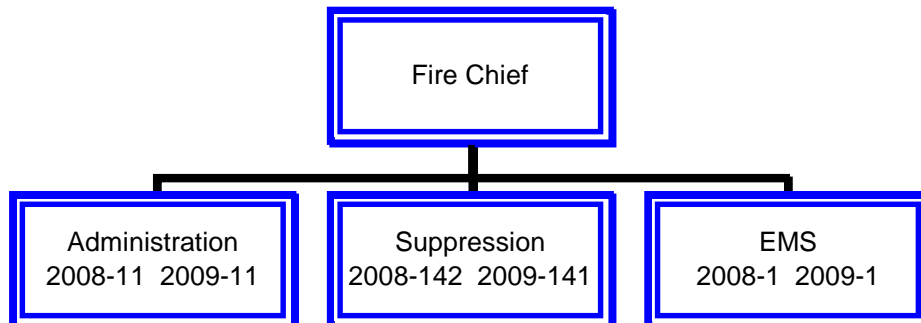 Fire Chief
Administration
2008-11 2009-11
Suppression
2008-142 2009-141
EMS
2008-1 2009-1